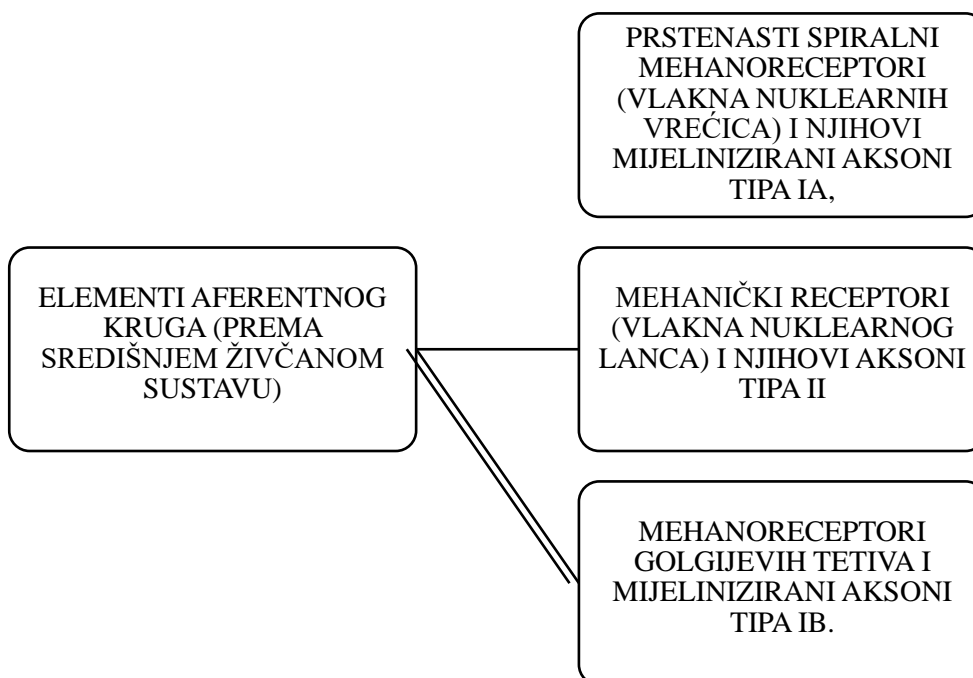 PRSTENASTI SPIRALNI
MEHANORECEPTORI
(VLAKNA NUKLEARNIH
VREĆICA) I NJIHOVI
MIJELINIZIRANI AKSONI
TIPA IA,
ELEMENTI AFERENTNOG
KRUGA (PREMA
SREDIŠNJEM ŽIVČANOM
SUSTAVU)
MEHANIČKI RECEPTORI
(VLAKNA NUKLEARNOG
LANCA) I NJIHOVI AKSONI
TIPA II
MEHANORECEPTORI
GOLGIJEVIH TETIVA I
MIJELINIZIRANI AKSONI
TIPA IB.